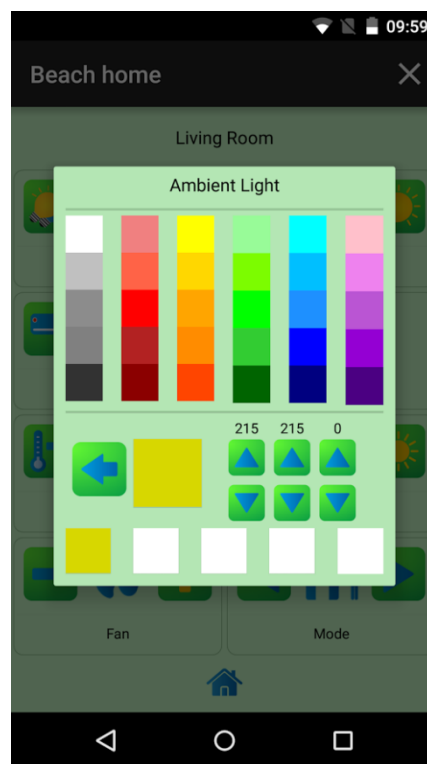 09:59
Beach home
Living Room
Ambient Light
215 215 0
Fan Mode